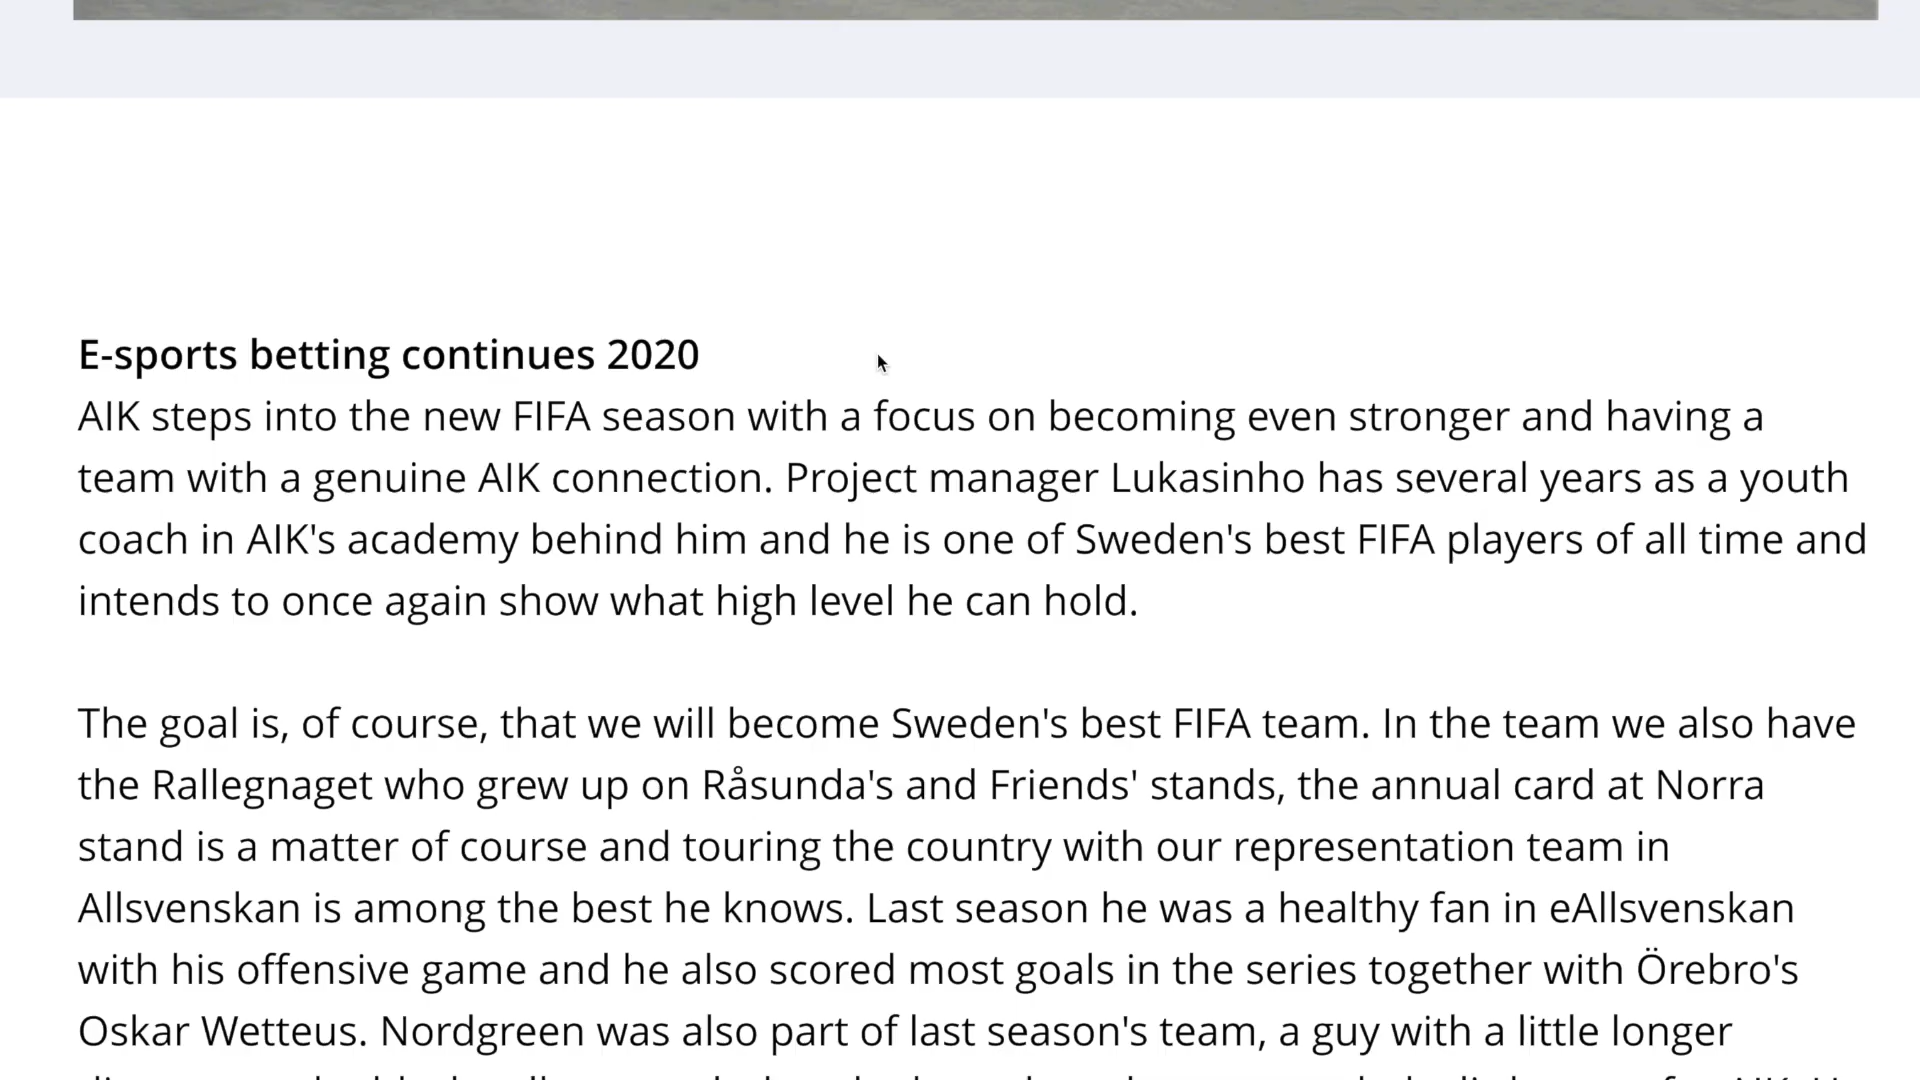 E-sports betting continues 2020
AIK steps into the new FIFA season with a focus on becoming even stronger and having a
team with a genuine AIK connection. Project manager Lukasinho has several years as a youth
coach in AIK's academy behind him and he is one of Sweden's best FIFA players of all time and
intends to once again show what high level he can hold.
The goal is, of course, that we will become Sweden's best FIFA team. In the team we also have
the Rallegnaget who grew up on Råsunda's and Friends' stands, the annual card at Norra
stand is a matter of course and touring the country with our representation team in
Allsvenskan is among the best he knows. Last season he was a healthy fan in eAllsvenskan
with his offensive game and he also scored most goals in the series together with Örebro's
Oskar Wetteus. Nordgreen was also part of last season's team, a guy with a little longer